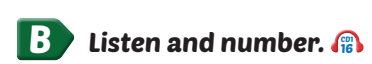 B Listen and number. CD1 16